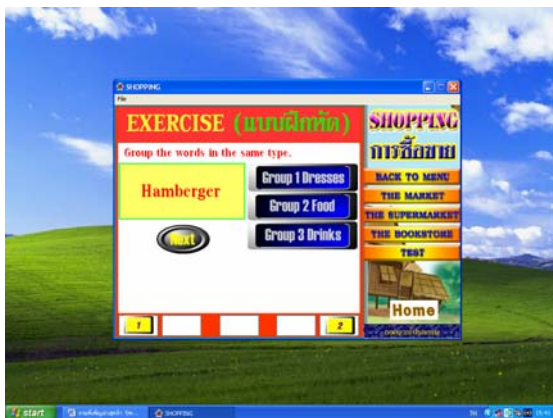 SHOPPING
File
EXERCISE (แบบฝึกหัด)
Group the words in the same type.
Hamberger
Group 1 Dresses
Group 2 Food
Group 3 Drinks
Next
1
2
SHOPPING
การซื้อขาย
BACK TO MENU
THE MARKET
THE SUPERMARKET
THE BOOKSTORE
TEST
Home
start
SHOPPING